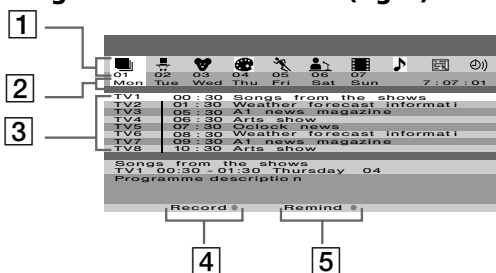 1
01 02 03 04 05 06 07
2
Mon Tue Wed Thu Fri Sat Sun 7 : 07 : 01
3
TV1 00 : 30 Songs from the shows
TV2 01 : 30 Weather forecast informati
TV3 05 : 30 A1 news magazine
TV4 06 : 30 Arts show
TV5 07 : 30 Oclock news
TV6 08 : 30 Weather forecast informati
TV7 09 : 30 A1 news magazine
TV8 10 : 30 Arts show
Songs from the shows
TV1 00:30 - 01:30 Thursday 04
Programme description
Record Remind
4 5